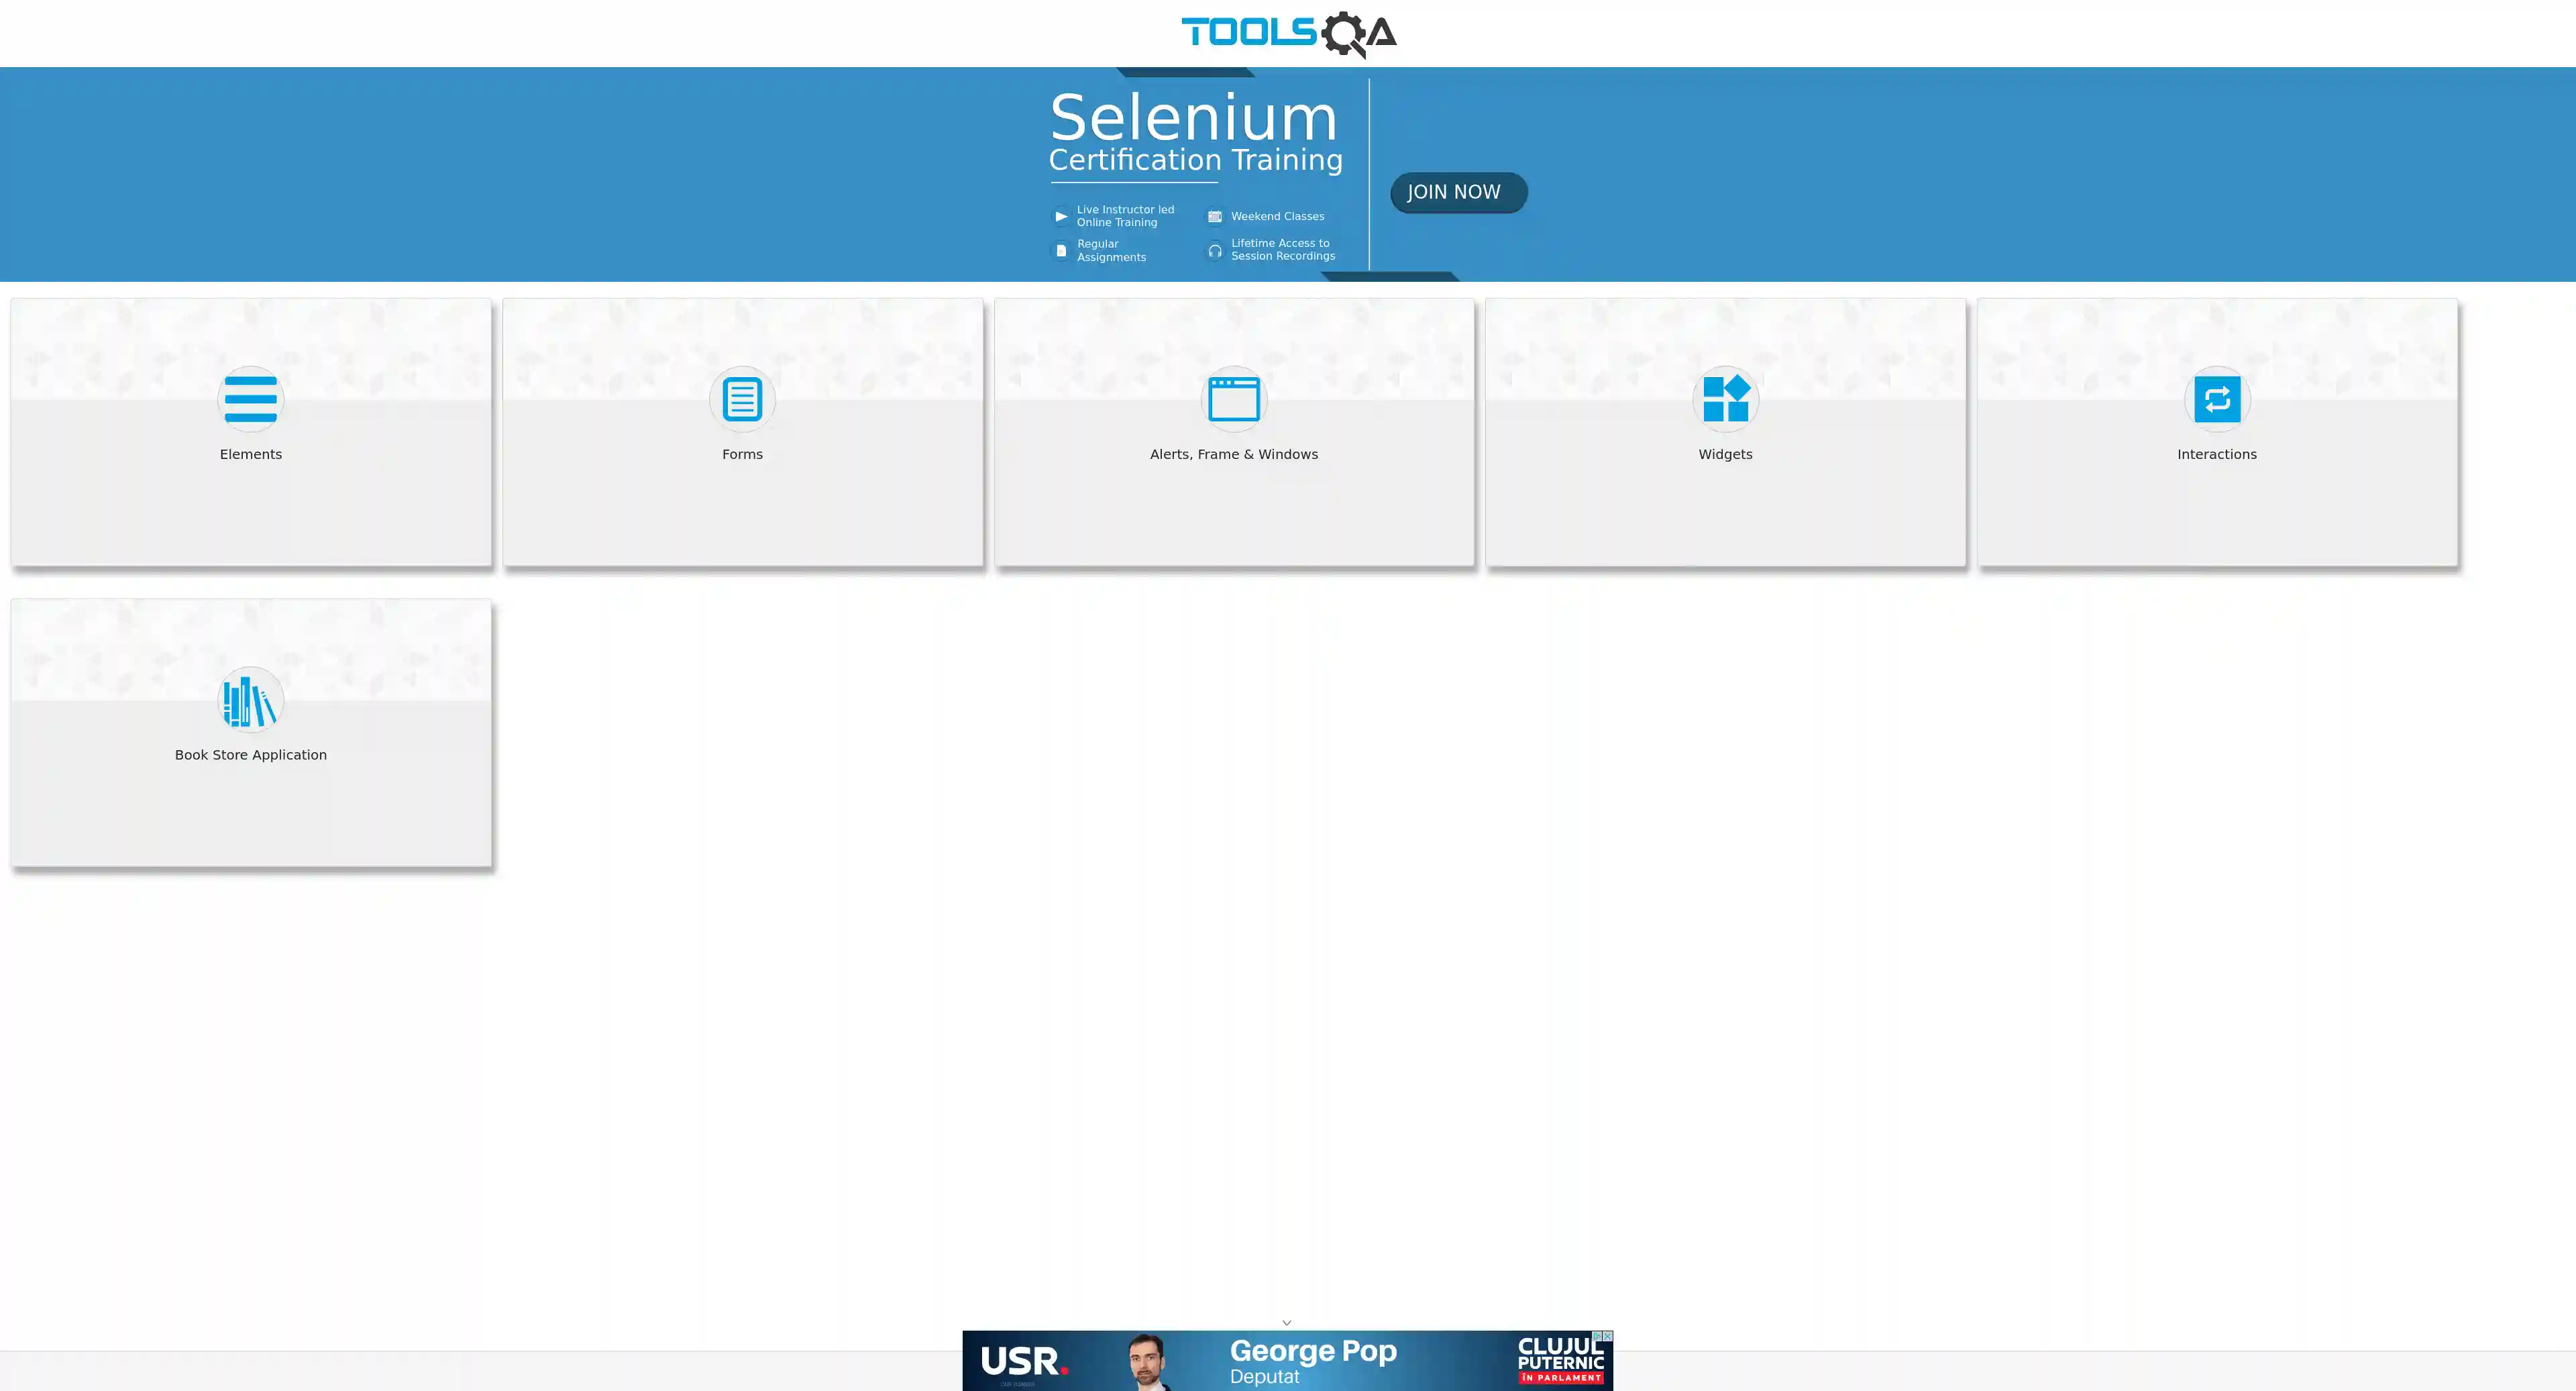 TOOLSQA
Selenium
Certification Training
Live Instructor led
Online Training
Weekend Classes
Regular
Assignments
Lifetime Access to
Session Recordings
JOIN NOW
Elements
Forms
Alerts, Frame & Windows
Widgets
Interactions
Book Store Application
USR.
George Pop
Deputat
CLUJUL
PUTERNIC
ÎN PARLAMENT